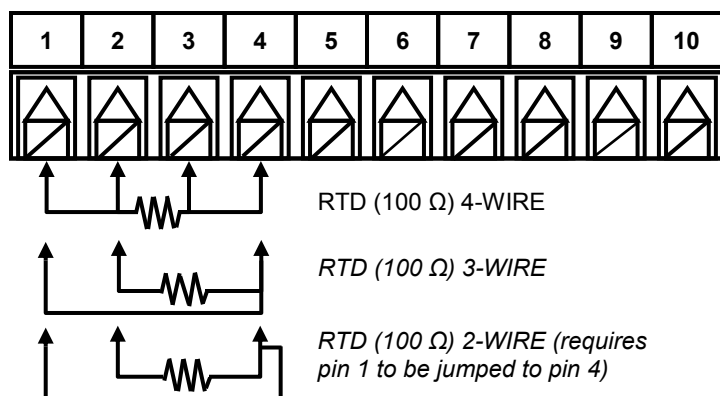 1 2 3 4 5 6 7 8 9 10
RTD (100 Ω) 4-WIRE
RTD (100 Ω) 3-WIRE
RTD (100 Ω) 2-WIRE (requires
pin 1 to be jumped to pin 4)